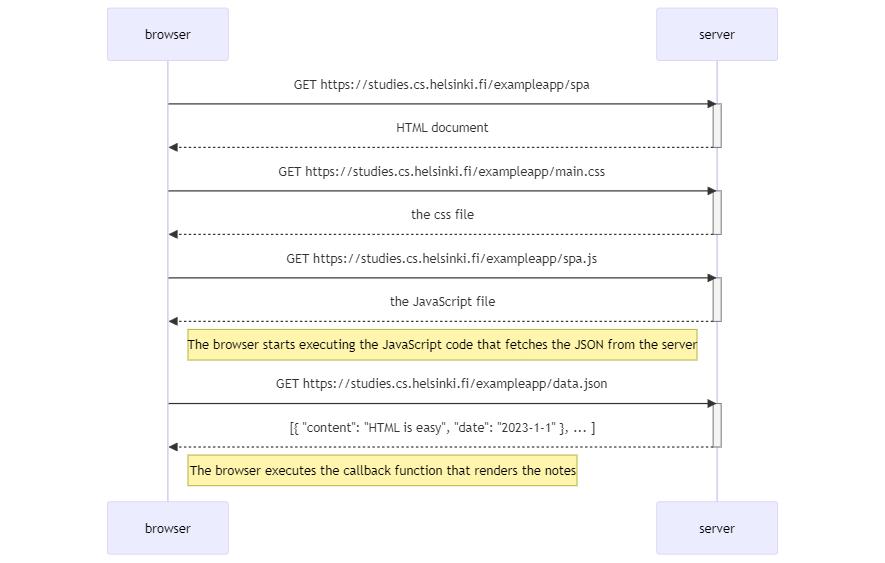 browser
server
GET https://studies.cs.helsinki.fi/exampleapp/spa
HTML document
GET https://studies.cs.helsinki.fi/exampleapp/main.css
the css file
GET https://studies.cs.helsinki.fi/exampleapp/spa.js
the JavaScript file
The browser starts executing the JavaScript code that fetches the JSON from the server
GET https://studies.cs.helsinki.fi/exampleapp/data.json
[{ "content": "HTML is easy", "date": "2023-1-1" }, ... ]
The browser executes the callback function that renders the notes
browser
server